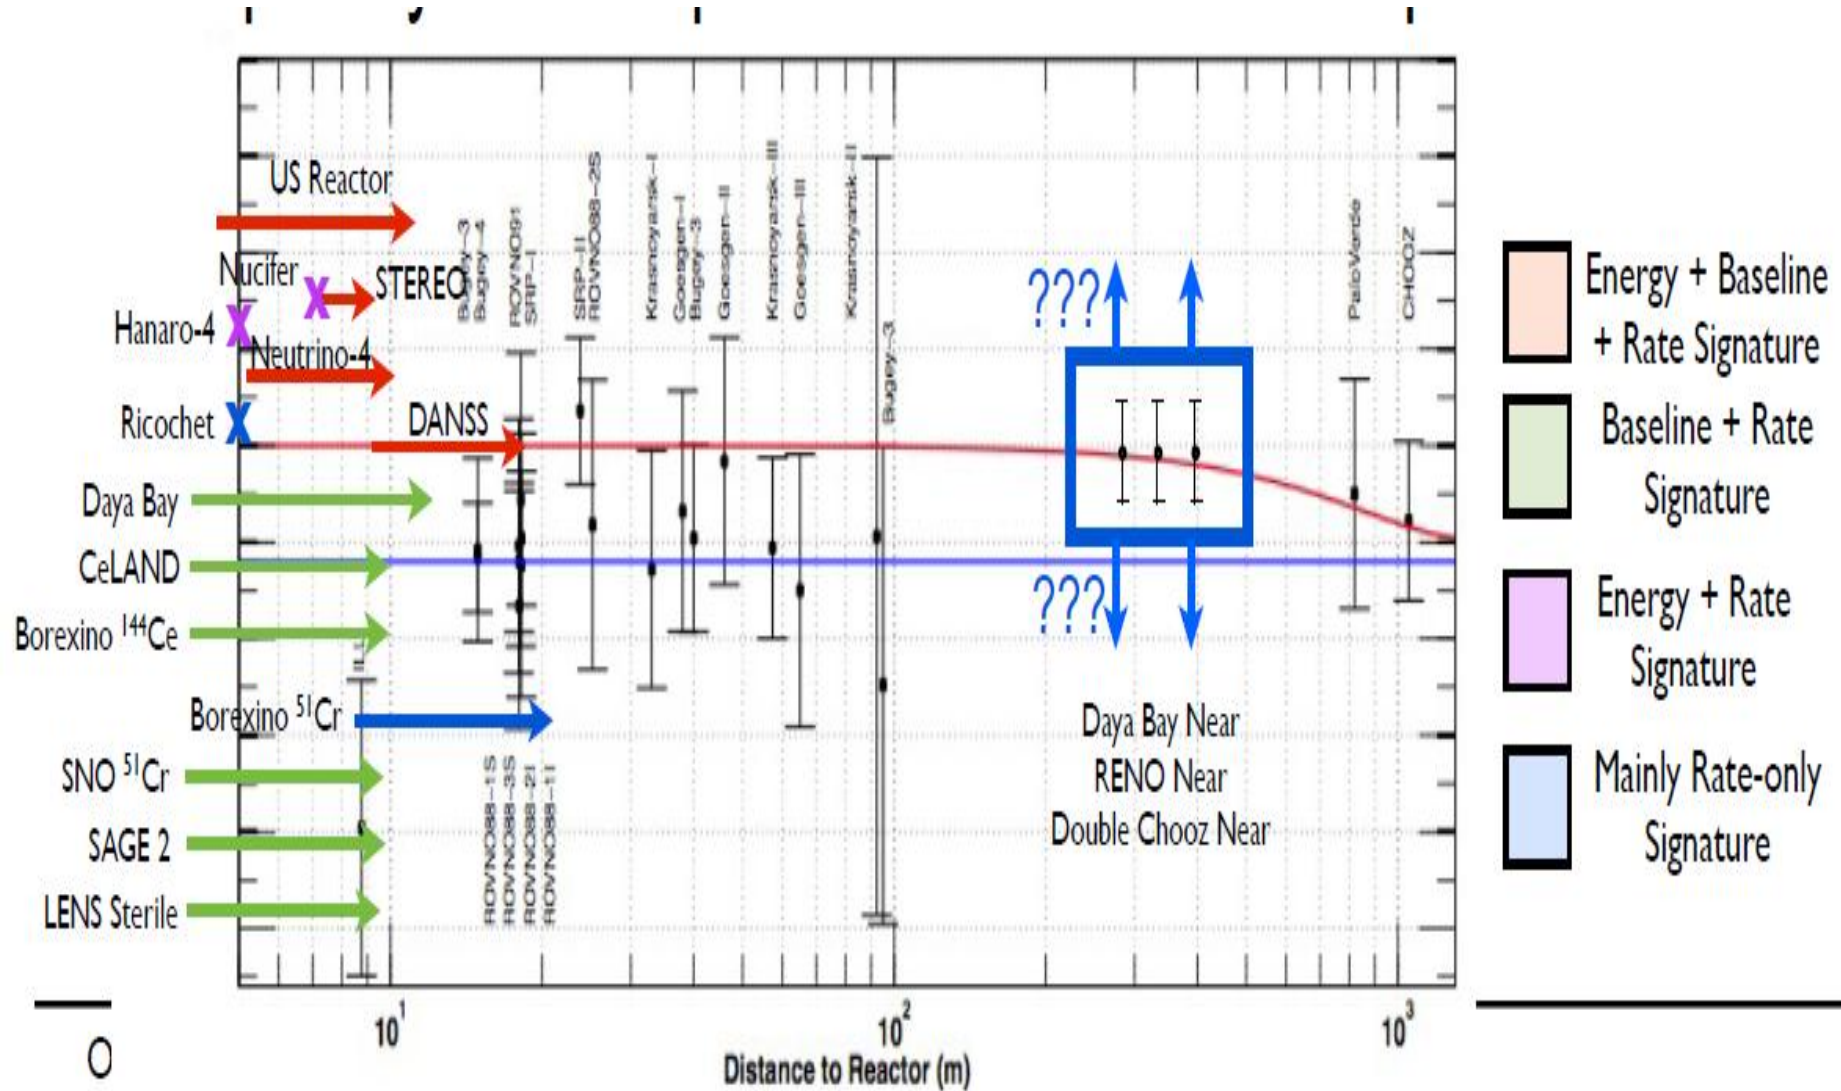 US Reactor
Nucifer
STEREO
Hanaro-4
Neutrino-4
Ricochet
DANSS
Daya Bay
CeLAND
Borexino 144Ce
Borexino 51Cr
SNO 51Cr
SAGE 2
LENS Sterile
Bugey-3
Bugey-4
ROVNO91
SRP-I
SRP-II
ROVNO88-2S
Krasnoyarsk-I
Goesgen-I
Bugey-3
Goesgen-II
Krasnoyarsk-III
Goesgen-III
Krasnoyarsk-II
Bugey-3
PaloVerde
CHOOZ
ROVNO88-1S
ROVNO88-3S
ROVNO88-2I
ROVNO88-1I
???
???
Daya Bay Near
RENO Near
Double Chooz Near
Energy + Baseline
+ Rate Signature
Baseline + Rate
Signature
Energy + Rate
Signature
Mainly Rate-only
Signature
10^1
10^2
10^3
Distance to Reactor (m)